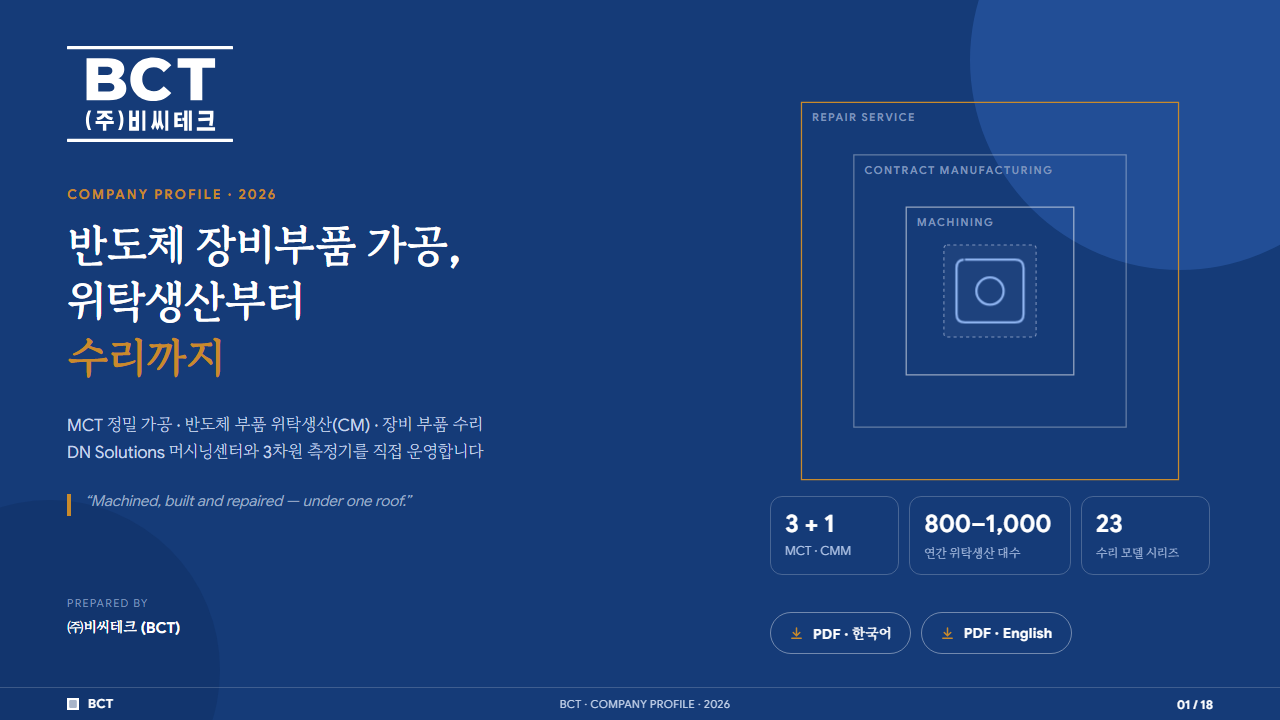 BCT
(주)비씨테크
COMPANY PROFILE · 2026
반도체 장비부품 가공,
위탁생산부터
수리까지
MCT 정밀 가공 · 반도체 부품 위탁생산(CM) · 장비 부품 수리
DN Solutions 머시닝센터와 3차원 측정기를 직접 운영합니다
“Machined, built and repaired — under one roof.”
PREPARED BY
㈜비씨테크 (BCT)
REPAIR SERVICE
CONTRACT MANUFACTURING
MACHINING
3 + 1
MCT · CMM
800–1,000
연간 위탁생산 대수
23
수리 모델 시리즈
PDF · 한국어
PDF · English
BCT
BCT · COMPANY PROFILE · 2026
01 / 18